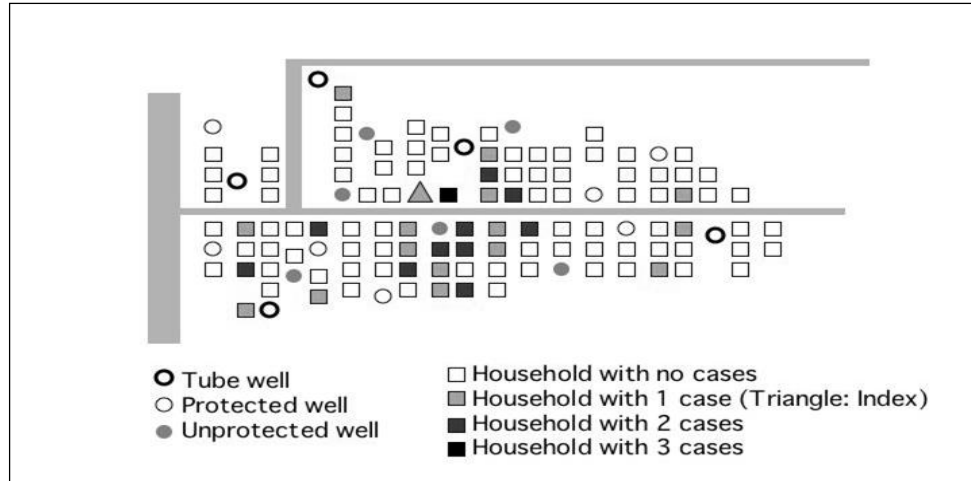 Tube well
Protected well
Unprotected well
Household with no cases
Household with 1 case (Triangle: Index)
Household with 2 cases
Household with 3 cases